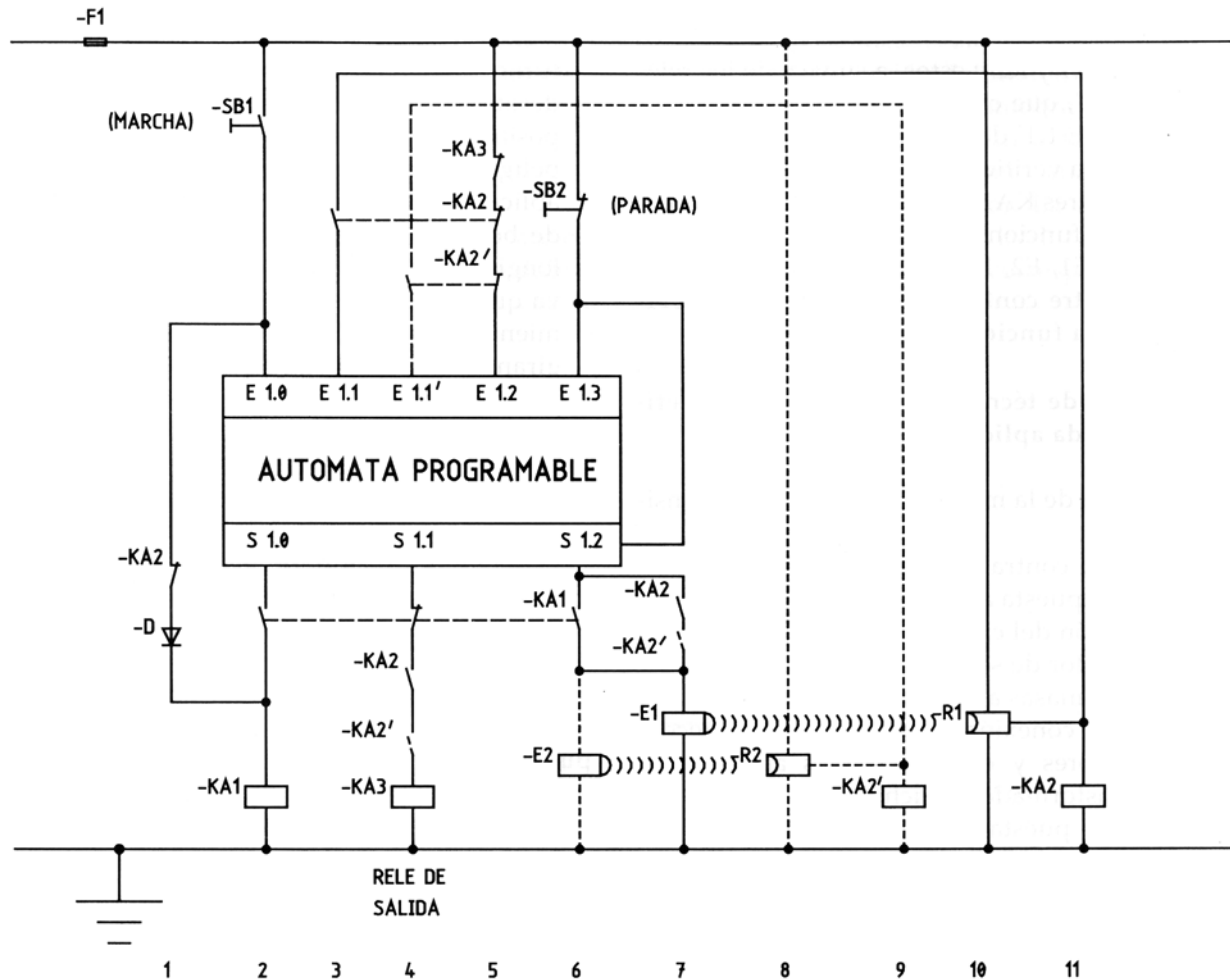 -F1
-SB1
(MARCHA)
-KA3
-SB2
-KA2
(PARADA)
-KA2'
E 1.0 E 1.1 E 1.1' E 1.2 E 1.3
AUTOMATA PROGRAMABLE
S 1.0 S 1.1 S 1.2
-KA2
-KA1
-KA2
-D
-KA2'
-KA2
-KA2'
-E1
-R1
-E2
-R2
-KA1
-KA3
-KA2'
-KA2
RELE DE
SALIDA
1 2 3 4 5 6 7 8 9 10 11